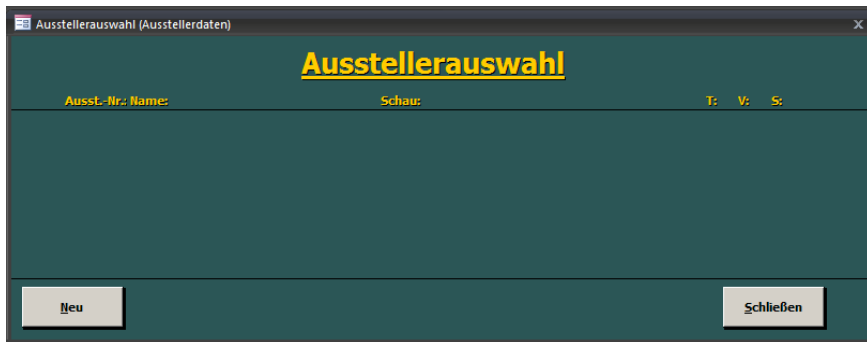 Ausstellerauswahl (Ausstellerdaten) x
Ausstellerauswahl
Ausst.-Nr.: Name: Schau: T: V: S:
Neu Schließen